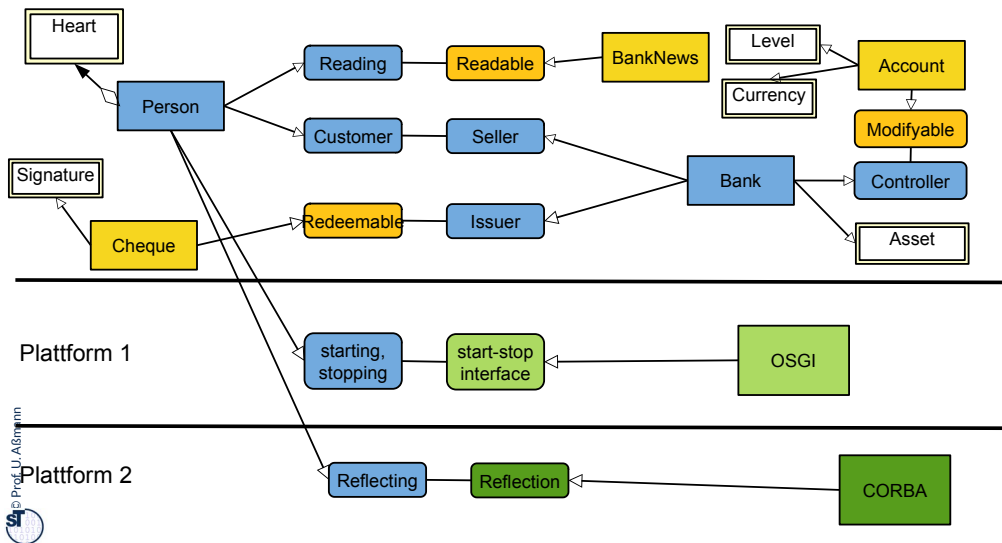 Heart
Level
Reading
Readable
BankNews
Account
Currency
Person
Customer
Seller
Modifyable
Signature
Bank
Controller
Redeemable
Issuer
Cheque
Asset
Plattform 1
starting,
stopping
start-stop
interface
OSGI
Plattform 2
Reflecting
Reflection
CORBA
© Prof. U. Aßmann
ST